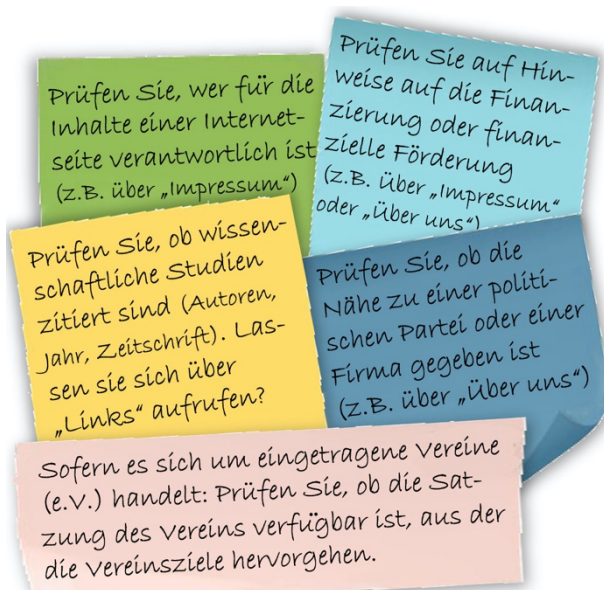 Prüfen Sie, wer für die
Inhalte einer Internet-
seite verantwortlich ist
(z.B. über „Impressum“)
Prüfen Sie auf Hin-
weise auf die Finan-
zierung oder finan-
zielle Förderung
(z.B. über „Impressum“
oder „Über uns“)
Prüfen Sie, ob wissen-
schaftliche Studien
zitiert sind (Autoren,
Jahr, Zeitschrift). Las-
sen sie sich über
„Links“ aufrufen?
Prüfen Sie, ob die
Nähe zu einer politi-
schen Partei oder einer
Firma gegeben ist
(z.B. über „Über uns“)
Sofern es sich um eingetragene Vereine
(e.V.) handelt: Prüfen Sie, ob die Sat-
zung des Vereins verfügbar ist, aus der
die Vereinsziele hervorgehen.